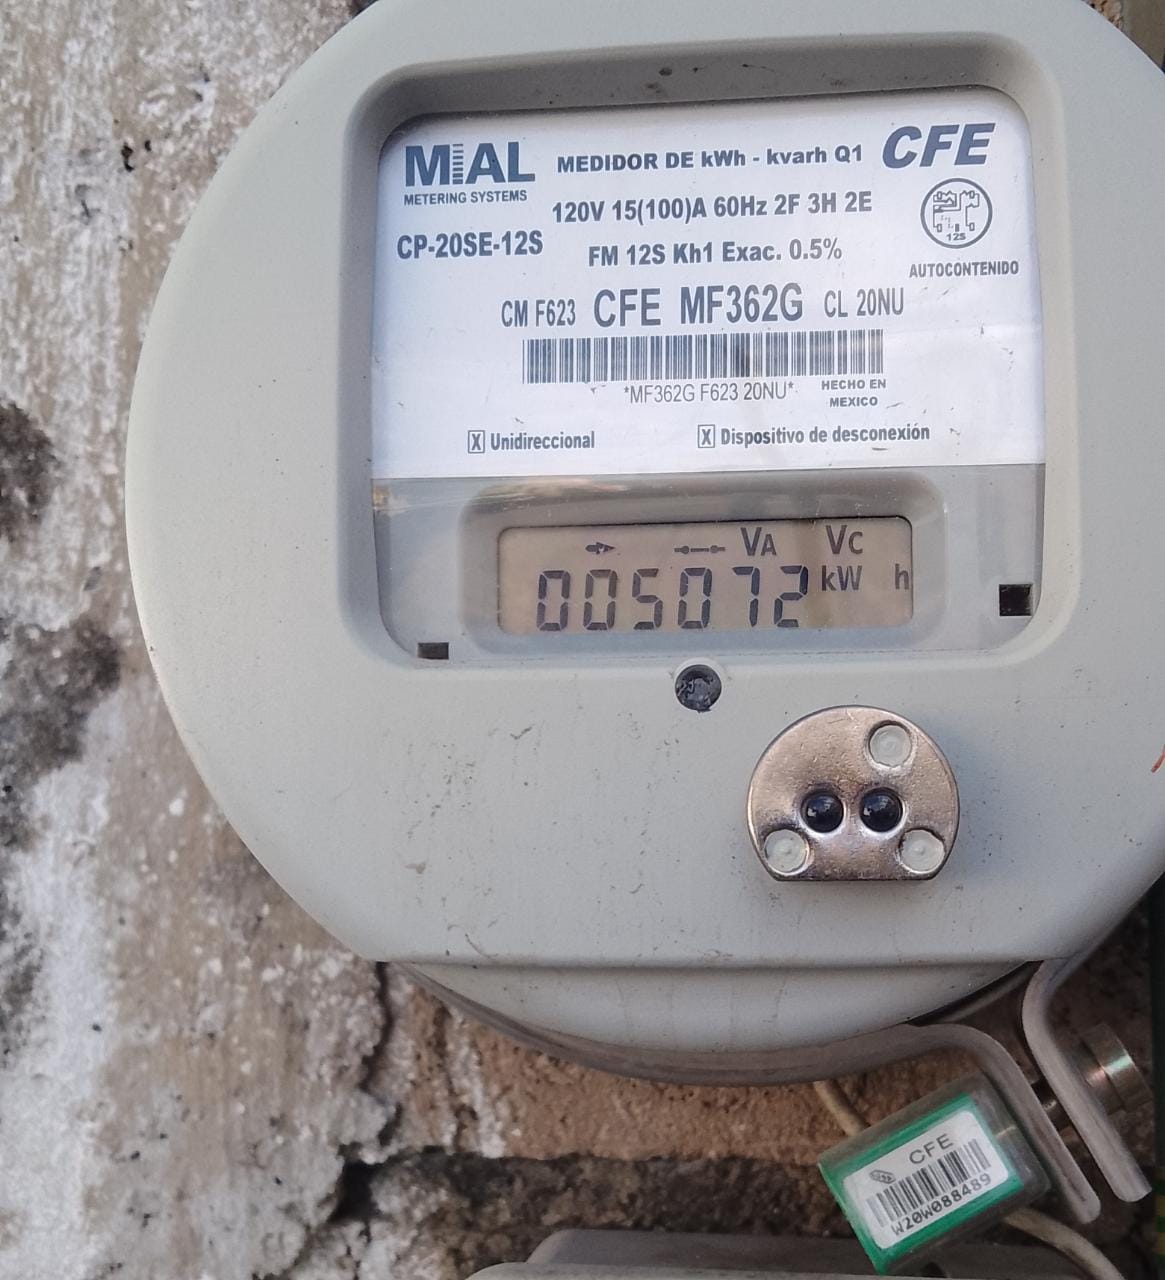 MIAL
METERING SYSTEMS
MEDIDOR DE kWh - kvarh Q1
CFE
120V 15(100)A 60Hz 2F 3H 2E
CP-20SE-12S
FM 12S Kh1 Exac. 0.5%
12S
AUTOCONTENIDO
CM F623 CFE MF362G CL 20NU
*MF362G F623 20NU*
HECHO EN
MEXICO
X Unidireccional
X Dispositivo de desconexión
VA VC
005072 kW h
CFE
W20W088489